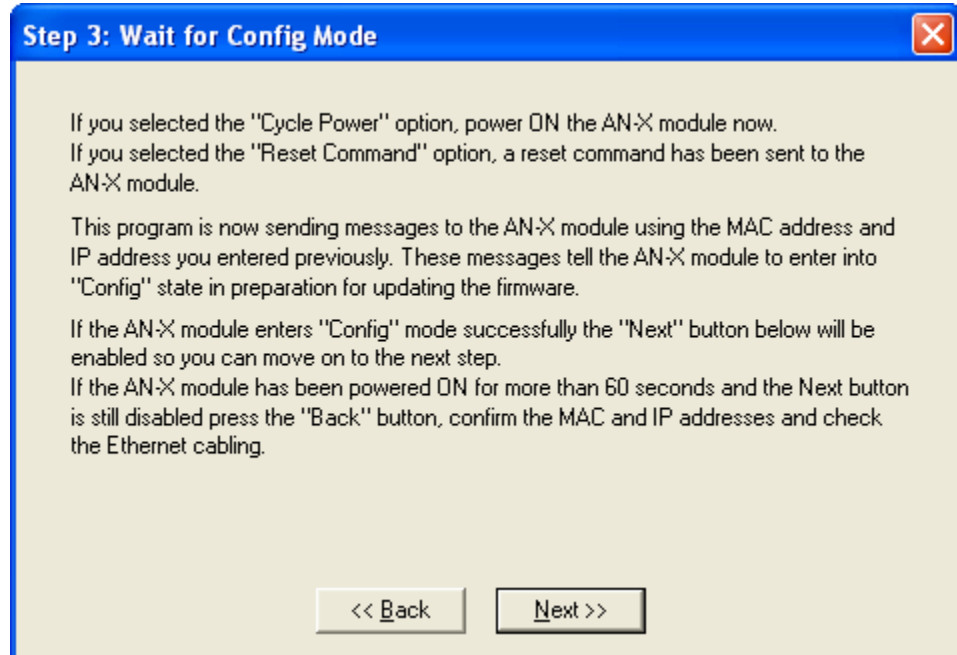 Step 3: Wait for Config Mode
If you selected the "Cycle Power" option, power ON the AN-X module now.
If you selected the "Reset Command" option, a reset command has been sent to the
AN-X module.
This program is now sending messages to the AN-X module using the MAC address and
IP address you entered previously. These messages tell the AN-X module to enter into
"Config" state in preparation for updating the firmware.
If the AN-X module enters "Config" mode successfully the "Next" button below will be
enabled so you can move on to the next step.
If the AN-X module has been powered ON for more than 60 seconds and the Next button
is still disabled press the "Back" button, confirm the MAC and IP addresses and check
the Ethernet cabling.
<< Back
Next >>